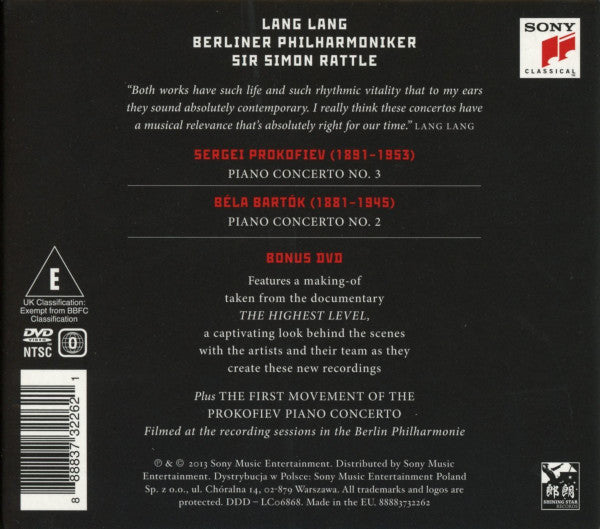 LANG LANG
BERLINER PHILHARMONIKER
SIR SIMON RATTLE
SONY
CLASSICAL
"Both works have such life and such rhythmic vitality that to my ears
they sound absolutely contemporary. I really think these concertos have
a musical relevance that's absolutely right for our time." LANG LANG
SERGEI PROKOFIEV (1891–1953)
PIANO CONCERTO NO. 3
BÉLA BARTÓK (1881–1945)
PIANO CONCERTO NO. 2
BONUS DVD
Features a making-of
taken from the documentary
THE HIGHEST LEVEL,
a captivating look behind the scenes
with the artists and their team as they
create these new recordings
Plus THE FIRST MOVEMENT OF THE
PROKOFIEV PIANO CONCERTO
Filmed at the recording sessions in the Berlin Philharmonie
E
UK Classification:
Exempt from BBFC
Classification
DVD
VIDEO
NTSC
0
8 88837 32262 1
℗ & © 2013 Sony Music Entertainment. Distributed by Sony Music
Entertainment. Dystrybucja w Polsce: Sony Music Entertainment Poland
Sp. z o.o., ul. Chóralna 14, 02-879 Warszawa. All trademarks and logos are
protected. DDD – LC06868. Made in the EU. 88883732262
郎朗
SHINING STAR
RECORDS